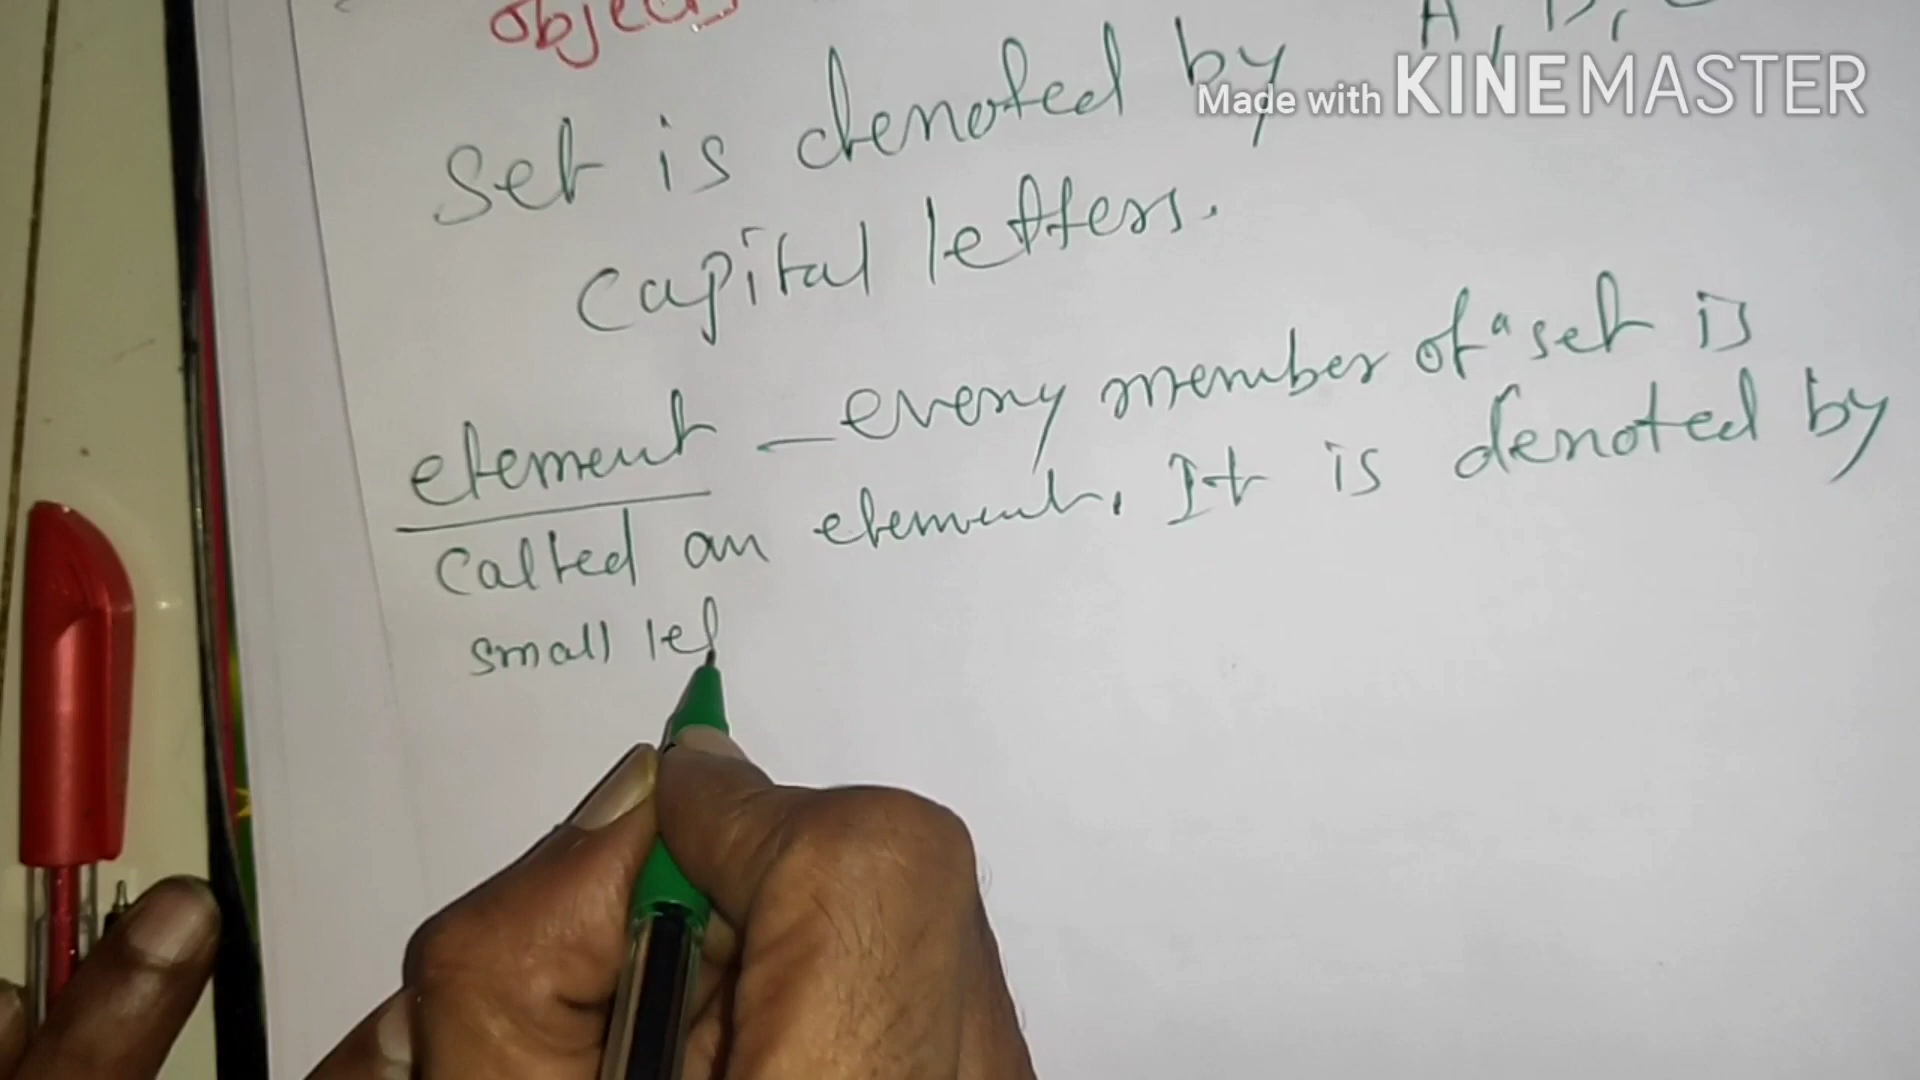 objects
A, B,
Made with KINEMASTER
set is denoted by
capital letters.
element – every member of a set is
called an element. It is denoted by
small let